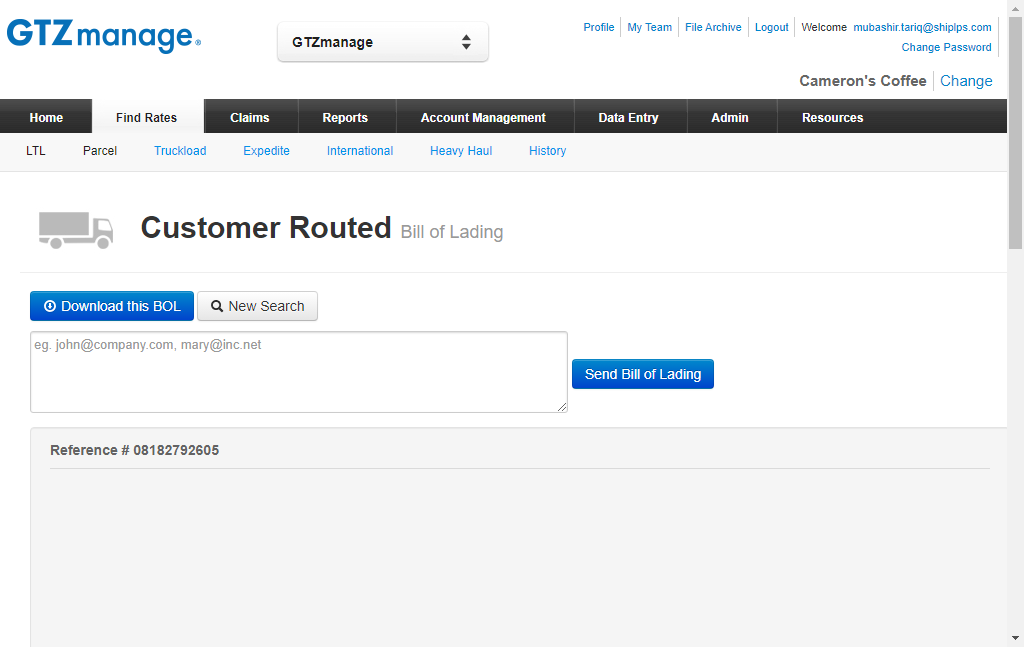 GTZmanage®
GTZmanage
Profile My Team File Archive Logout Welcome mubashir.tariq@shiplps.com
Change Password
Cameron's Coffee Change
Home Find Rates Claims Reports Account Management Data Entry Admin Resources
LTL Parcel Truckload Expedite International Heavy Haul History
Customer Routed Bill of Lading
Download this BOL New Search
eg. john@company.com, mary@inc.net
Send Bill of Lading
Reference # 08182792605